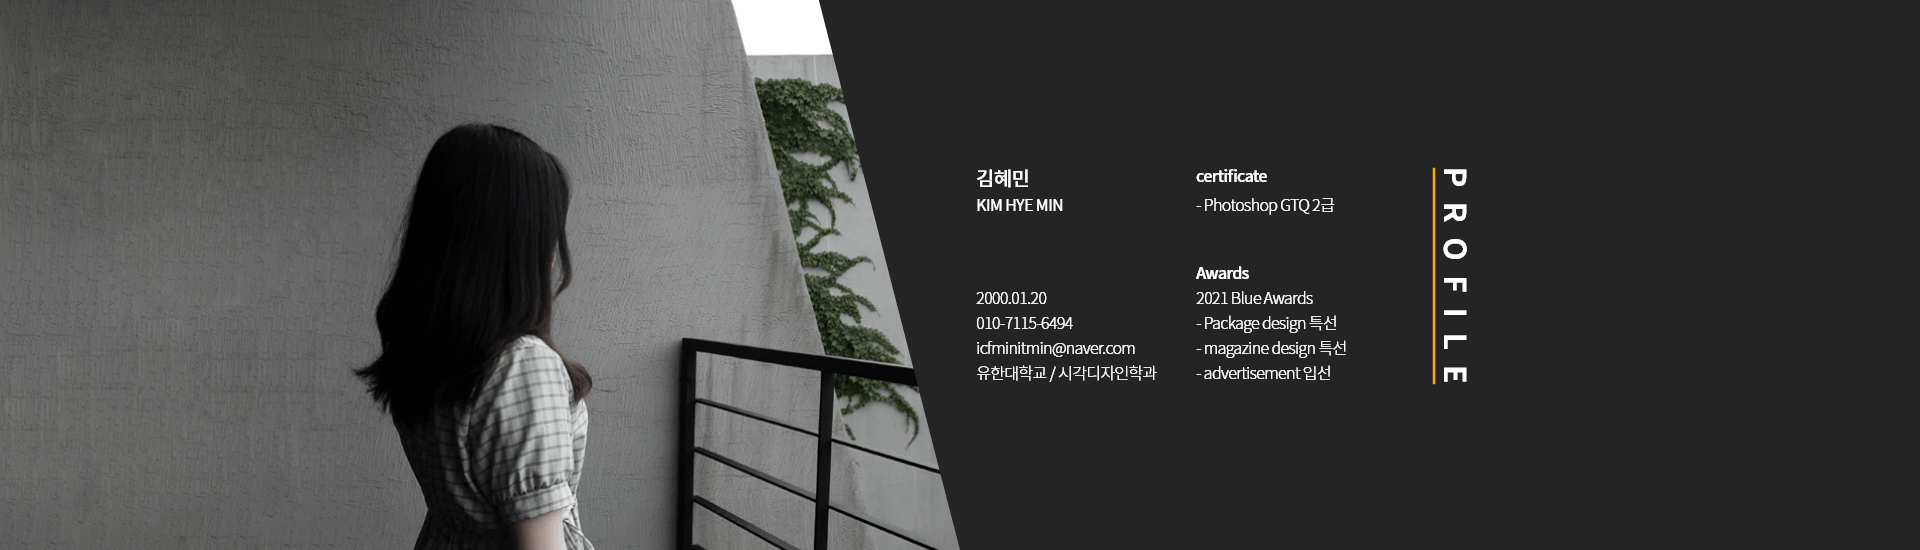 김혜민
KIM HYE MIN
2000.01.20
010-7115-6494
icfminitmin@naver.com
유한대학교 / 시각디자인학과
certificate
- Photoshop GTQ 2급
Awards
2021 Blue Awards
- Package design 특선
- magazine design 특선
- advertisement 입선
PROFILE